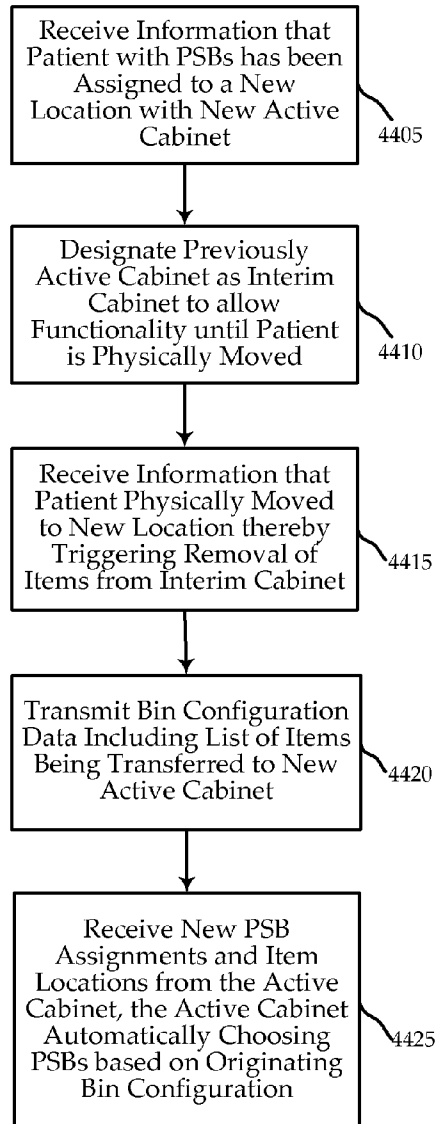 Receive Information that
Patient with PSBs has been
Assigned to a New
Location with New Active
Cabinet
4405
Designate Previously
Active Cabinet as Interim
Cabinet to allow
Functionality until Patient
is Physically Moved
4410
Receive Information that
Patient Physically Moved
to New Location thereby
Triggering Removal of
Items from Interim Cabinet
4415
Transmit Bin Configuration
Data Including List of Items
Being Transferred to New
Active Cabinet
4420
Receive New PSB
Assignments and Item
Locations from the Active
Cabinet, the Active Cabinet
Automatically Choosing
PSBs based on Originating
Bin Configuration
4425